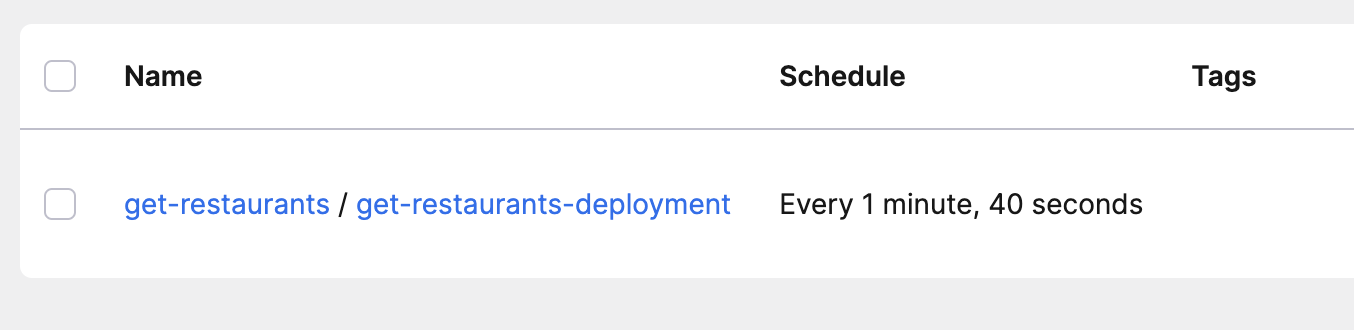 Name Schedule Tags
get-restaurants / get-restaurants-deployment Every 1 minute, 40 seconds